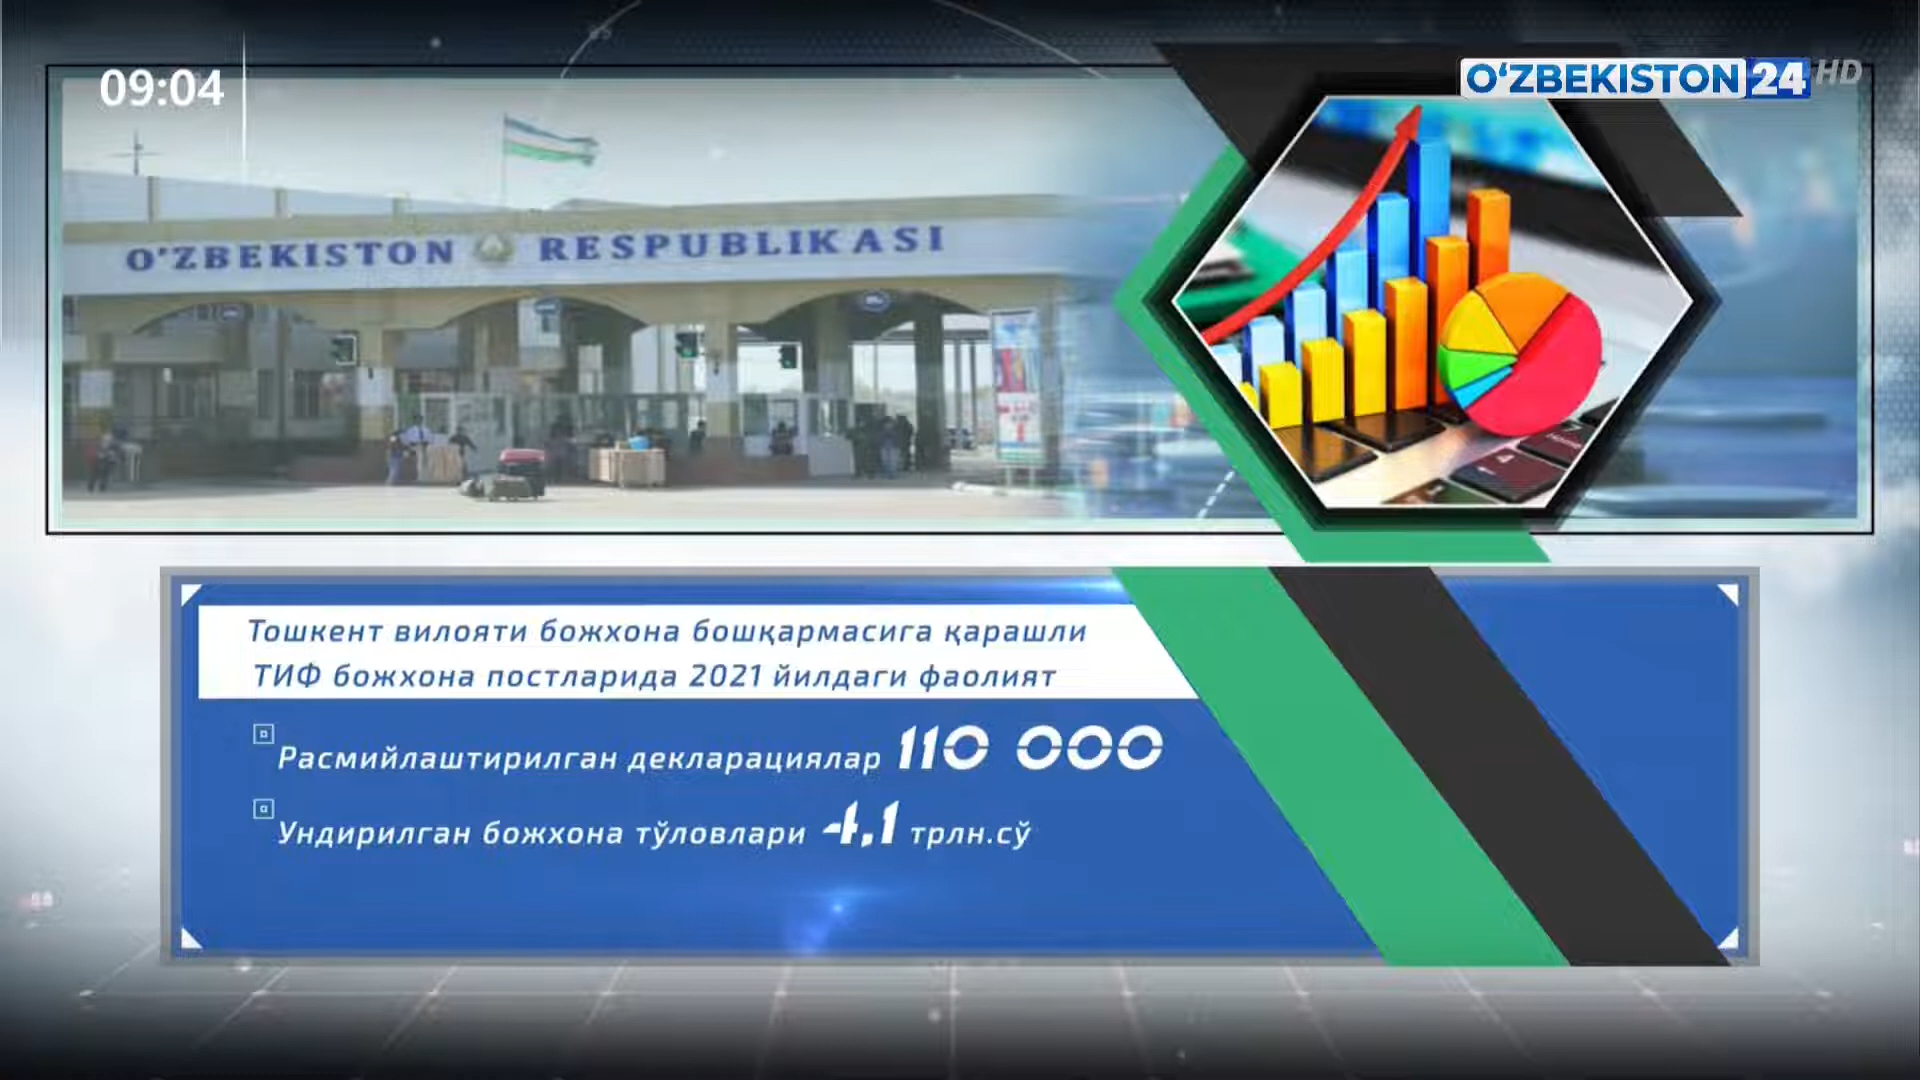 09:04
O‘ZBEKISTON 24 HD
O'ZBEKISTON RESPUBLIKASI
Тошкент вилояти божхона бошқармасига қарашли
ТИФ божхона постларида 2021 йилдаги фаолият
Расмийлаштирилган декларациялар 110 000
Ундирилган божхона тўловлари 4,1 трлн.сў